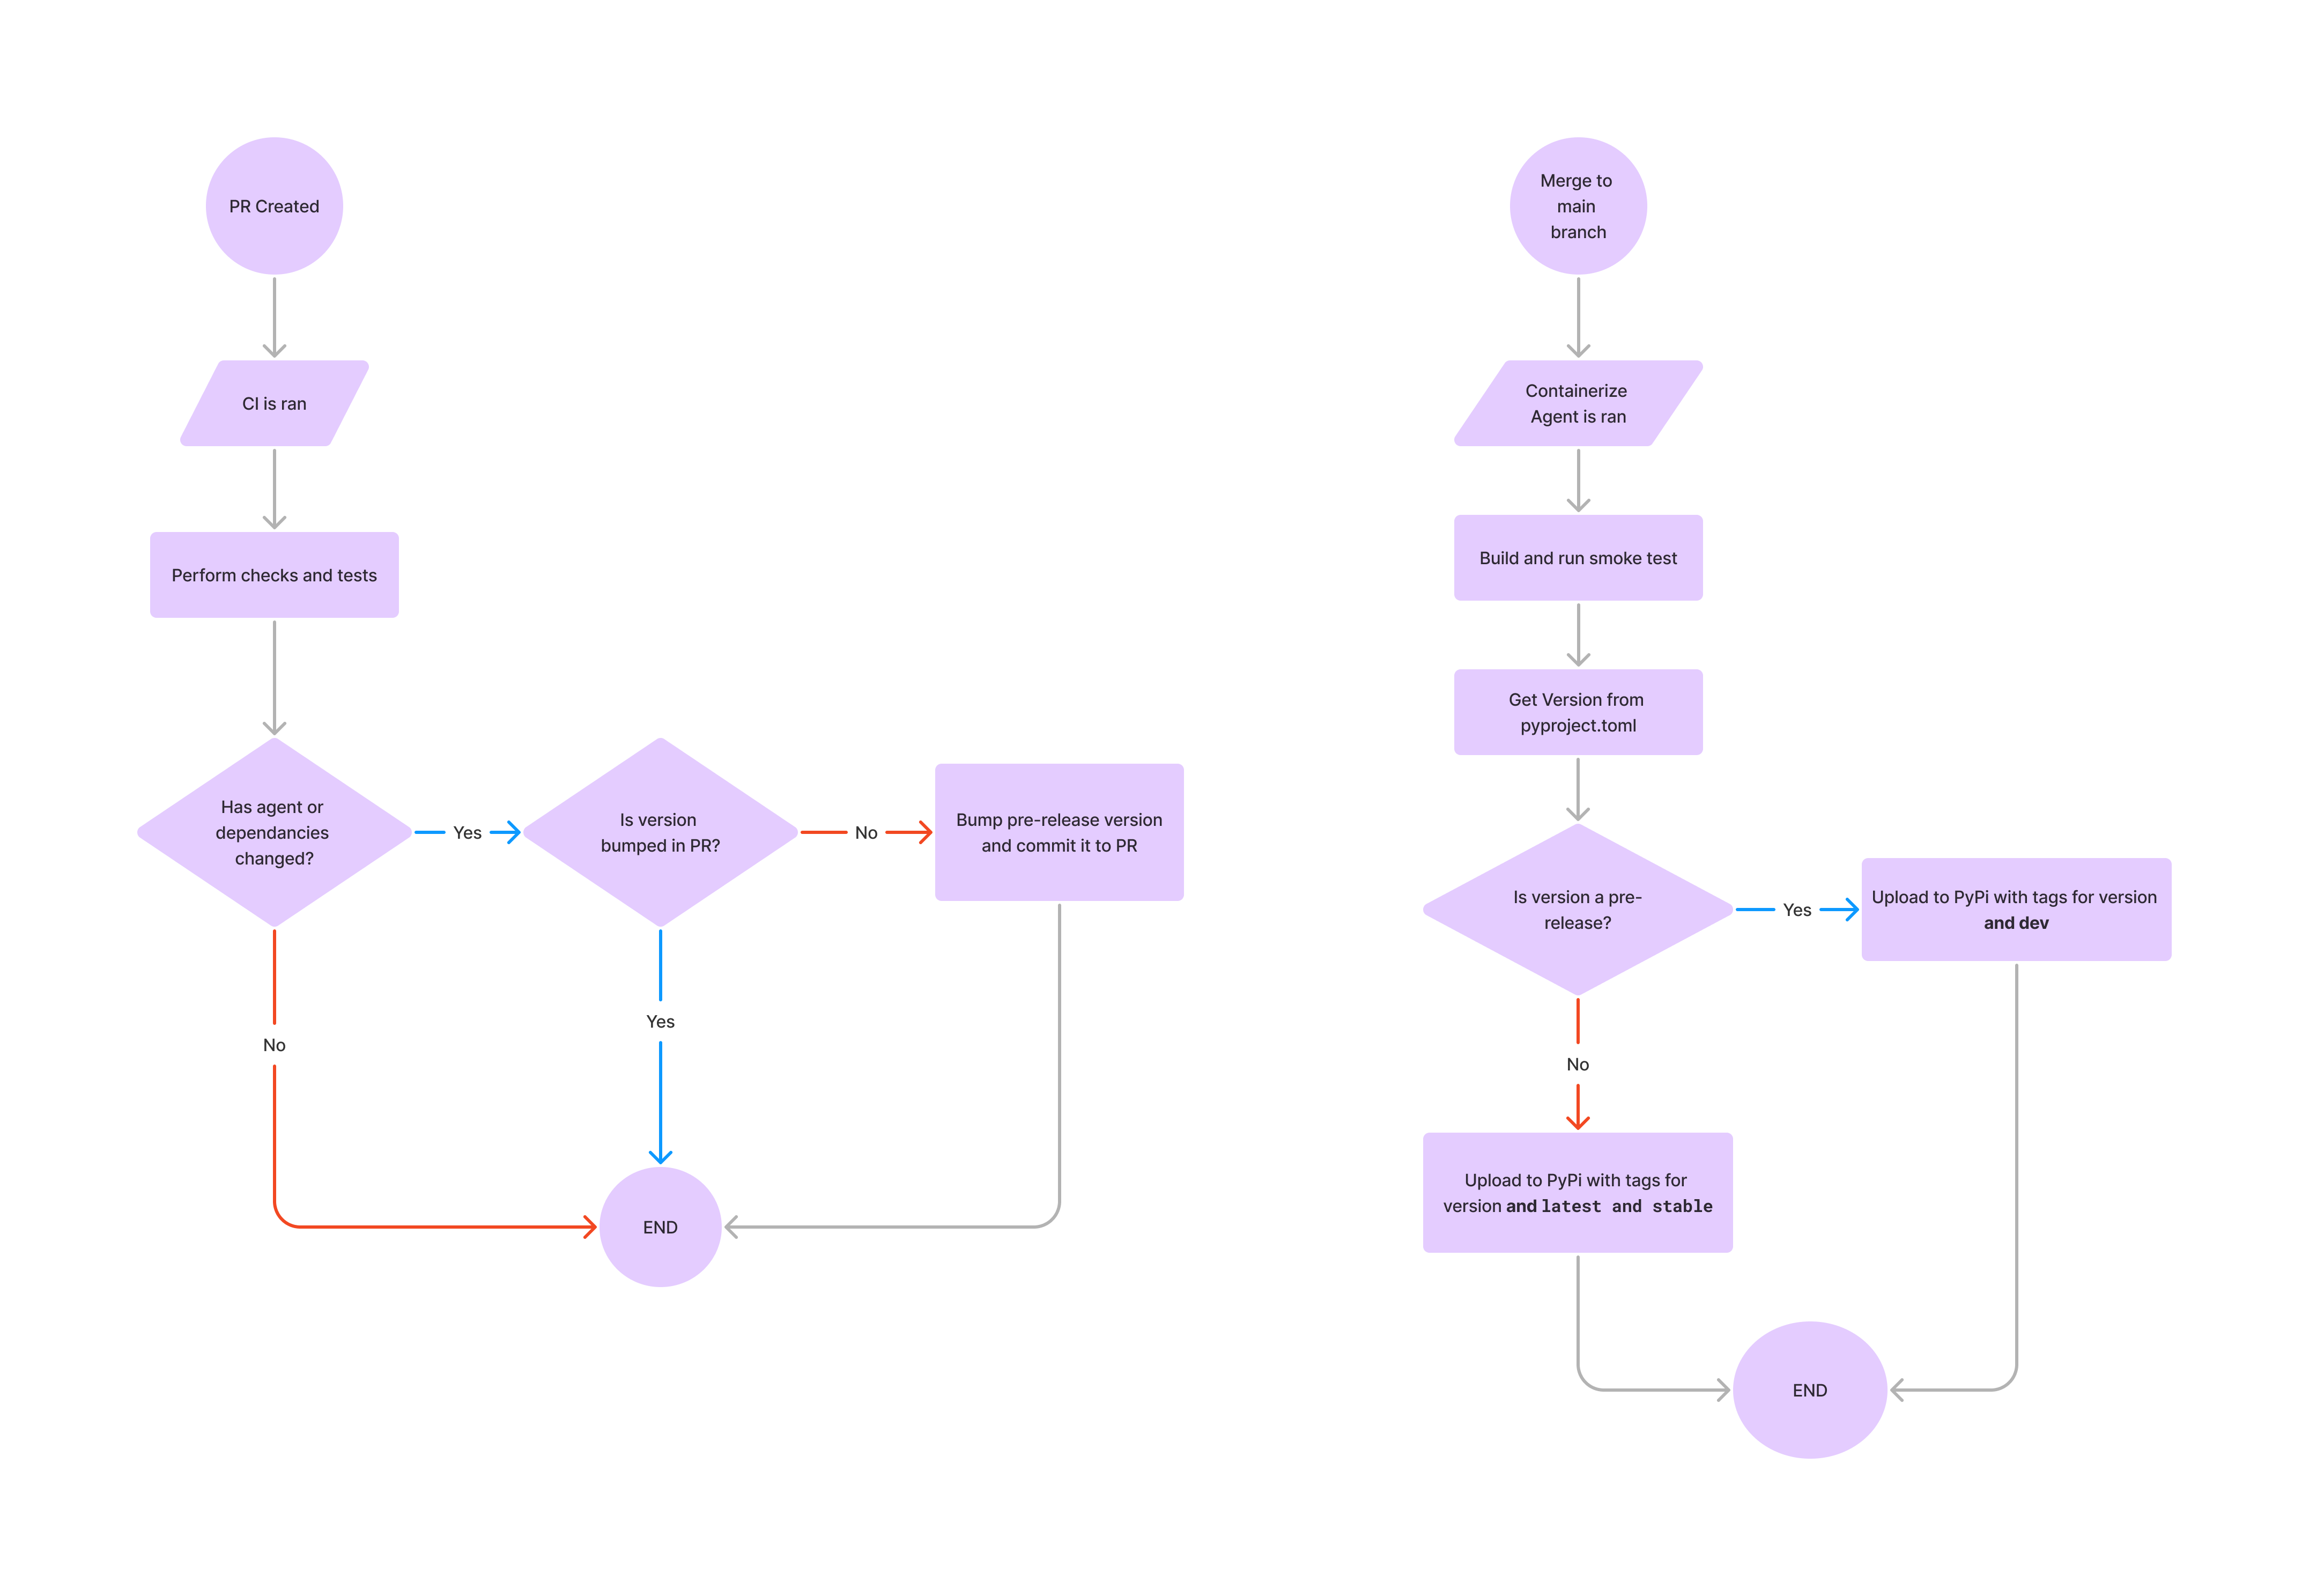 PR Created
CI is ran
Perform checks and tests
Has agent or
dependancies
changed?
Yes
Is version
bumped in PR?
No
Bump pre-release version
and commit it to PR
Yes
No
END
Merge to
main
branch
Containerize
Agent is ran
Build and run smoke test
Get Version from
pyproject.toml
Is version a pre-
release?
Yes
Upload to PyPi with tags for version
and dev
No
Upload to PyPi with tags for
version and latest and stable
END